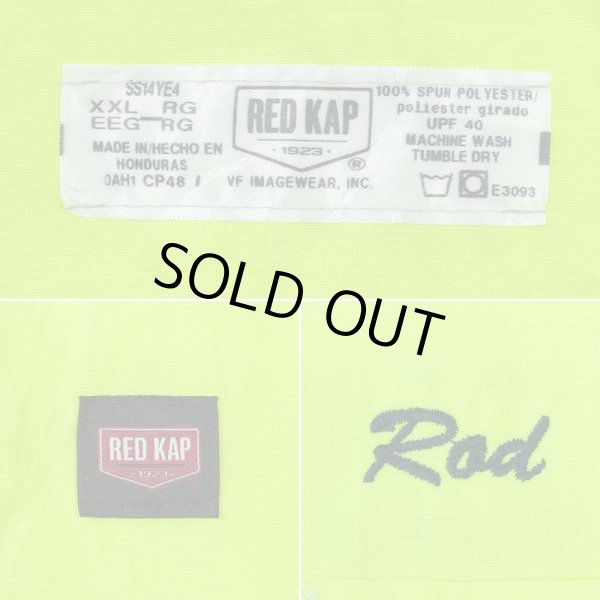 SS14YE4
XXL RG
EEG RG
MADE IN/HECHO EN
HONDURAS
0AH1 CP48 /
RED KAP
·1923·
®
VF IMAGEWEAR, INC.
100% SPUN POLYESTER/
poliester girado
UPF 40
MACHINE WASH
TUMBLE DRY
E3093
SOLD OUT
RED KAP
·1923·
Rod